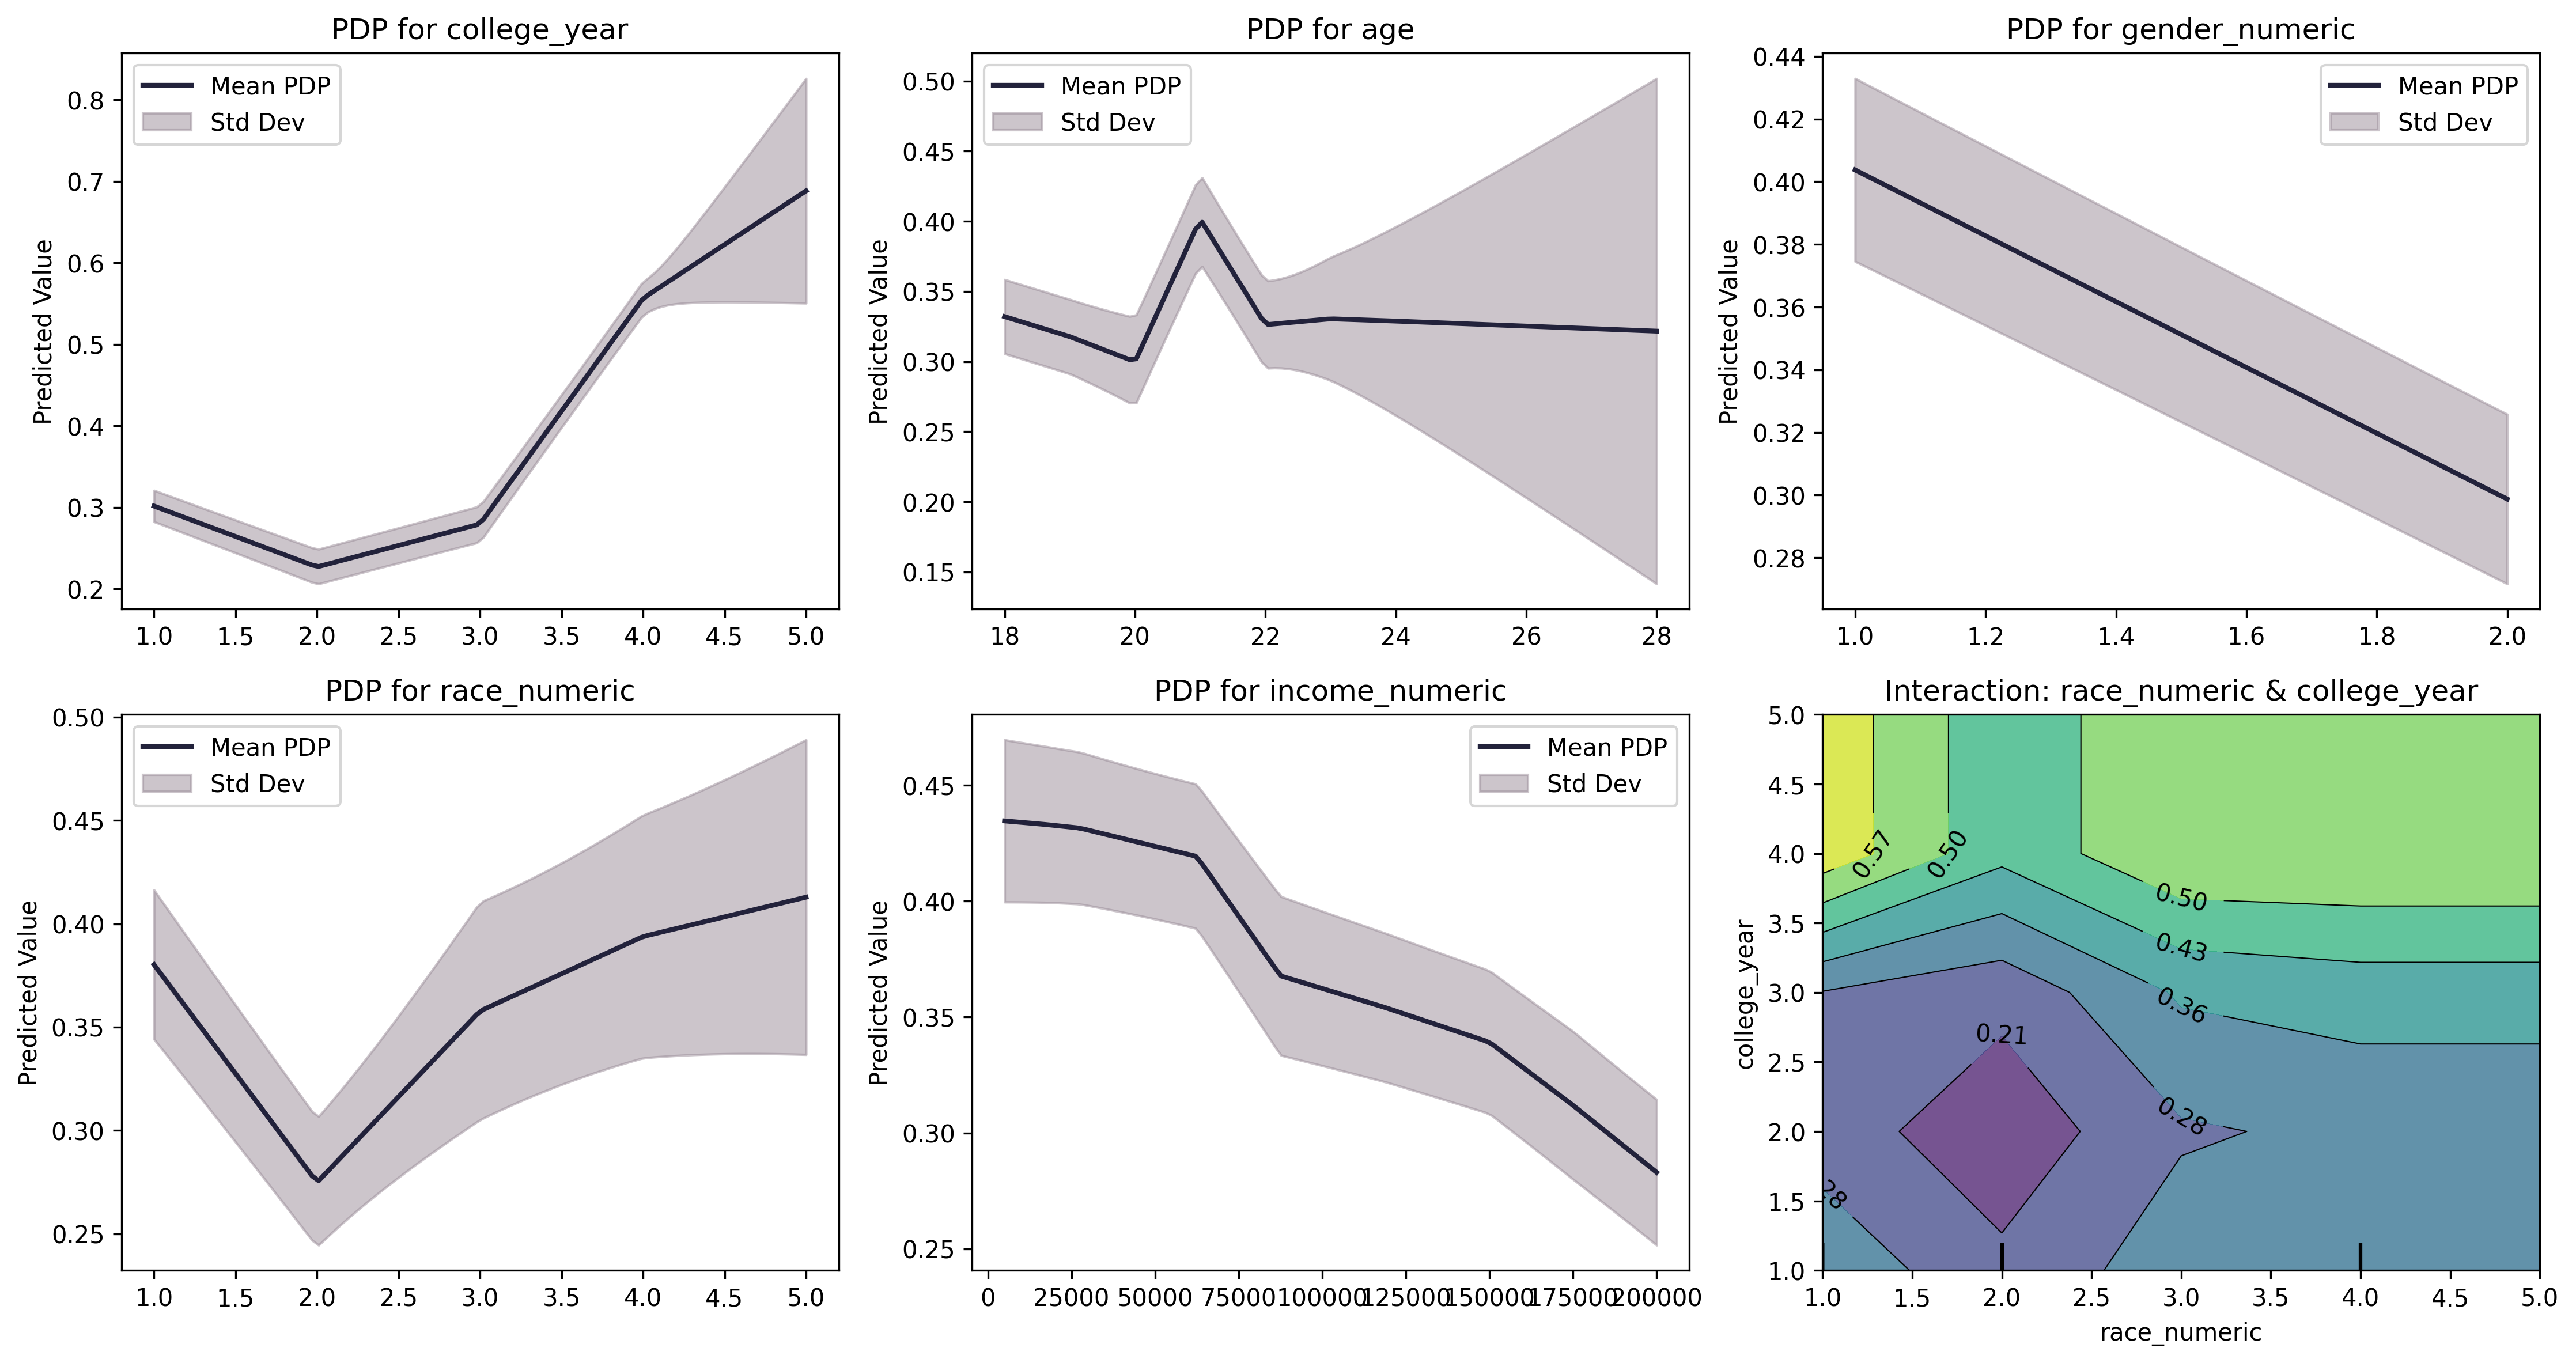 PDP for college_year
Mean PDP
Std Dev
Predicted Value
0.8
0.7
0.6
0.5
0.4
0.3
0.2
1.0 1.5 2.0 2.5 3.0 3.5 4.0 4.5 5.0
PDP for age
Mean PDP
Std Dev
Predicted Value
0.50
0.45
0.40
0.35
0.30
0.25
0.20
0.15
18 20 22 24 26 28
PDP for gender_numeric
Mean PDP
Std Dev
Predicted Value
0.44
0.42
0.40
0.38
0.36
0.34
0.32
0.30
0.28
1.0 1.2 1.4 1.6 1.8 2.0
PDP for race_numeric
Mean PDP
Std Dev
Predicted Value
0.50
0.45
0.40
0.35
0.30
0.25
1.0 1.5 2.0 2.5 3.0 3.5 4.0 4.5 5.0
PDP for income_numeric
Mean PDP
Std Dev
Predicted Value
0.45
0.40
0.35
0.30
0.25
0 25000 50000 75000 100000 125000 150000 175000 200000
Interaction: race_numeric & college_year
college_year
5.0
4.5
4.0
3.5
3.0
2.5
2.0
1.5
1.0
0.57
0.50
0.50
0.43
0.36
0.21
0.28
28
1.0 1.5 2.0 2.5 3.0 3.5 4.0 4.5 5.0
race_numeric